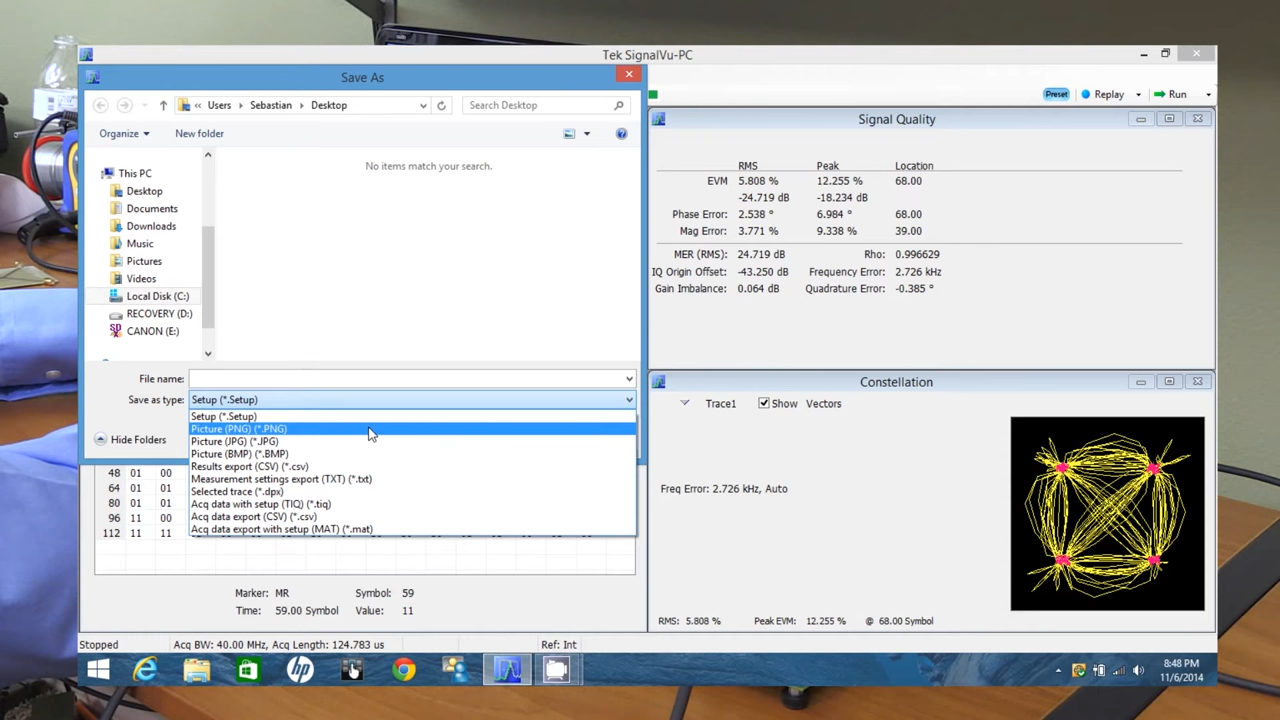 Tek SignalVu-PC
Save As
Users
Sebastian
Desktop
Search Desktop
Organize
New folder
This PC
Desktop
Documents
Downloads
Music
Pictures
Videos
Local Disk (C:)
RECOVERY (D:)
CANON (E:)
No items match your search.
File name:
Save as type: Setup (*.Setup)
Setup (*.Setup)
Picture (PNG) (*.PNG)
Picture (JPG) (*.JPG)
Picture (BMP) (*.BMP)
Results export (CSV) (*.csv)
Measurement settings export (TXT) (*.txt)
Selected trace (*.dpx)
Acq data with setup (TIQ) (*.tiq)
Acq data export (CSV) (*.csv)
Acq data export with setup (MAT) (*.mat)
Hide Folders
48 01 00
64 01 01
80 01 01
96 11 00
112 11 11
Marker: MR Symbol: 59
Time: 59.00 Symbol Value: 11
Preset Replay Run
Signal Quality
RMS Peak Location
EVM 5.808 % 12.255 % 68.00
-24.719 dB -18.234 dB
Phase Error: 2.538 ° 6.984 ° 68.00
Mag Error: 3.771 % 9.338 % 39.00
MER (RMS): 24.719 dB Rho: 0.996629
IQ Origin Offset: -43.250 dB Frequency Error: 2.726 kHz
Gain Imbalance: 0.064 dB Quadrature Error: -0.385 °
Constellation
Trace1 Show Vectors
Freq Error: 2.726 kHz, Auto
RMS: 5.808 % Peak EVM: 12.255 % @ 68.00 Symbol
Stopped Acq BW: 40.00 MHz, Acq Length: 124.783 us Ref: Int
hp
8:48 PM
11/6/2014